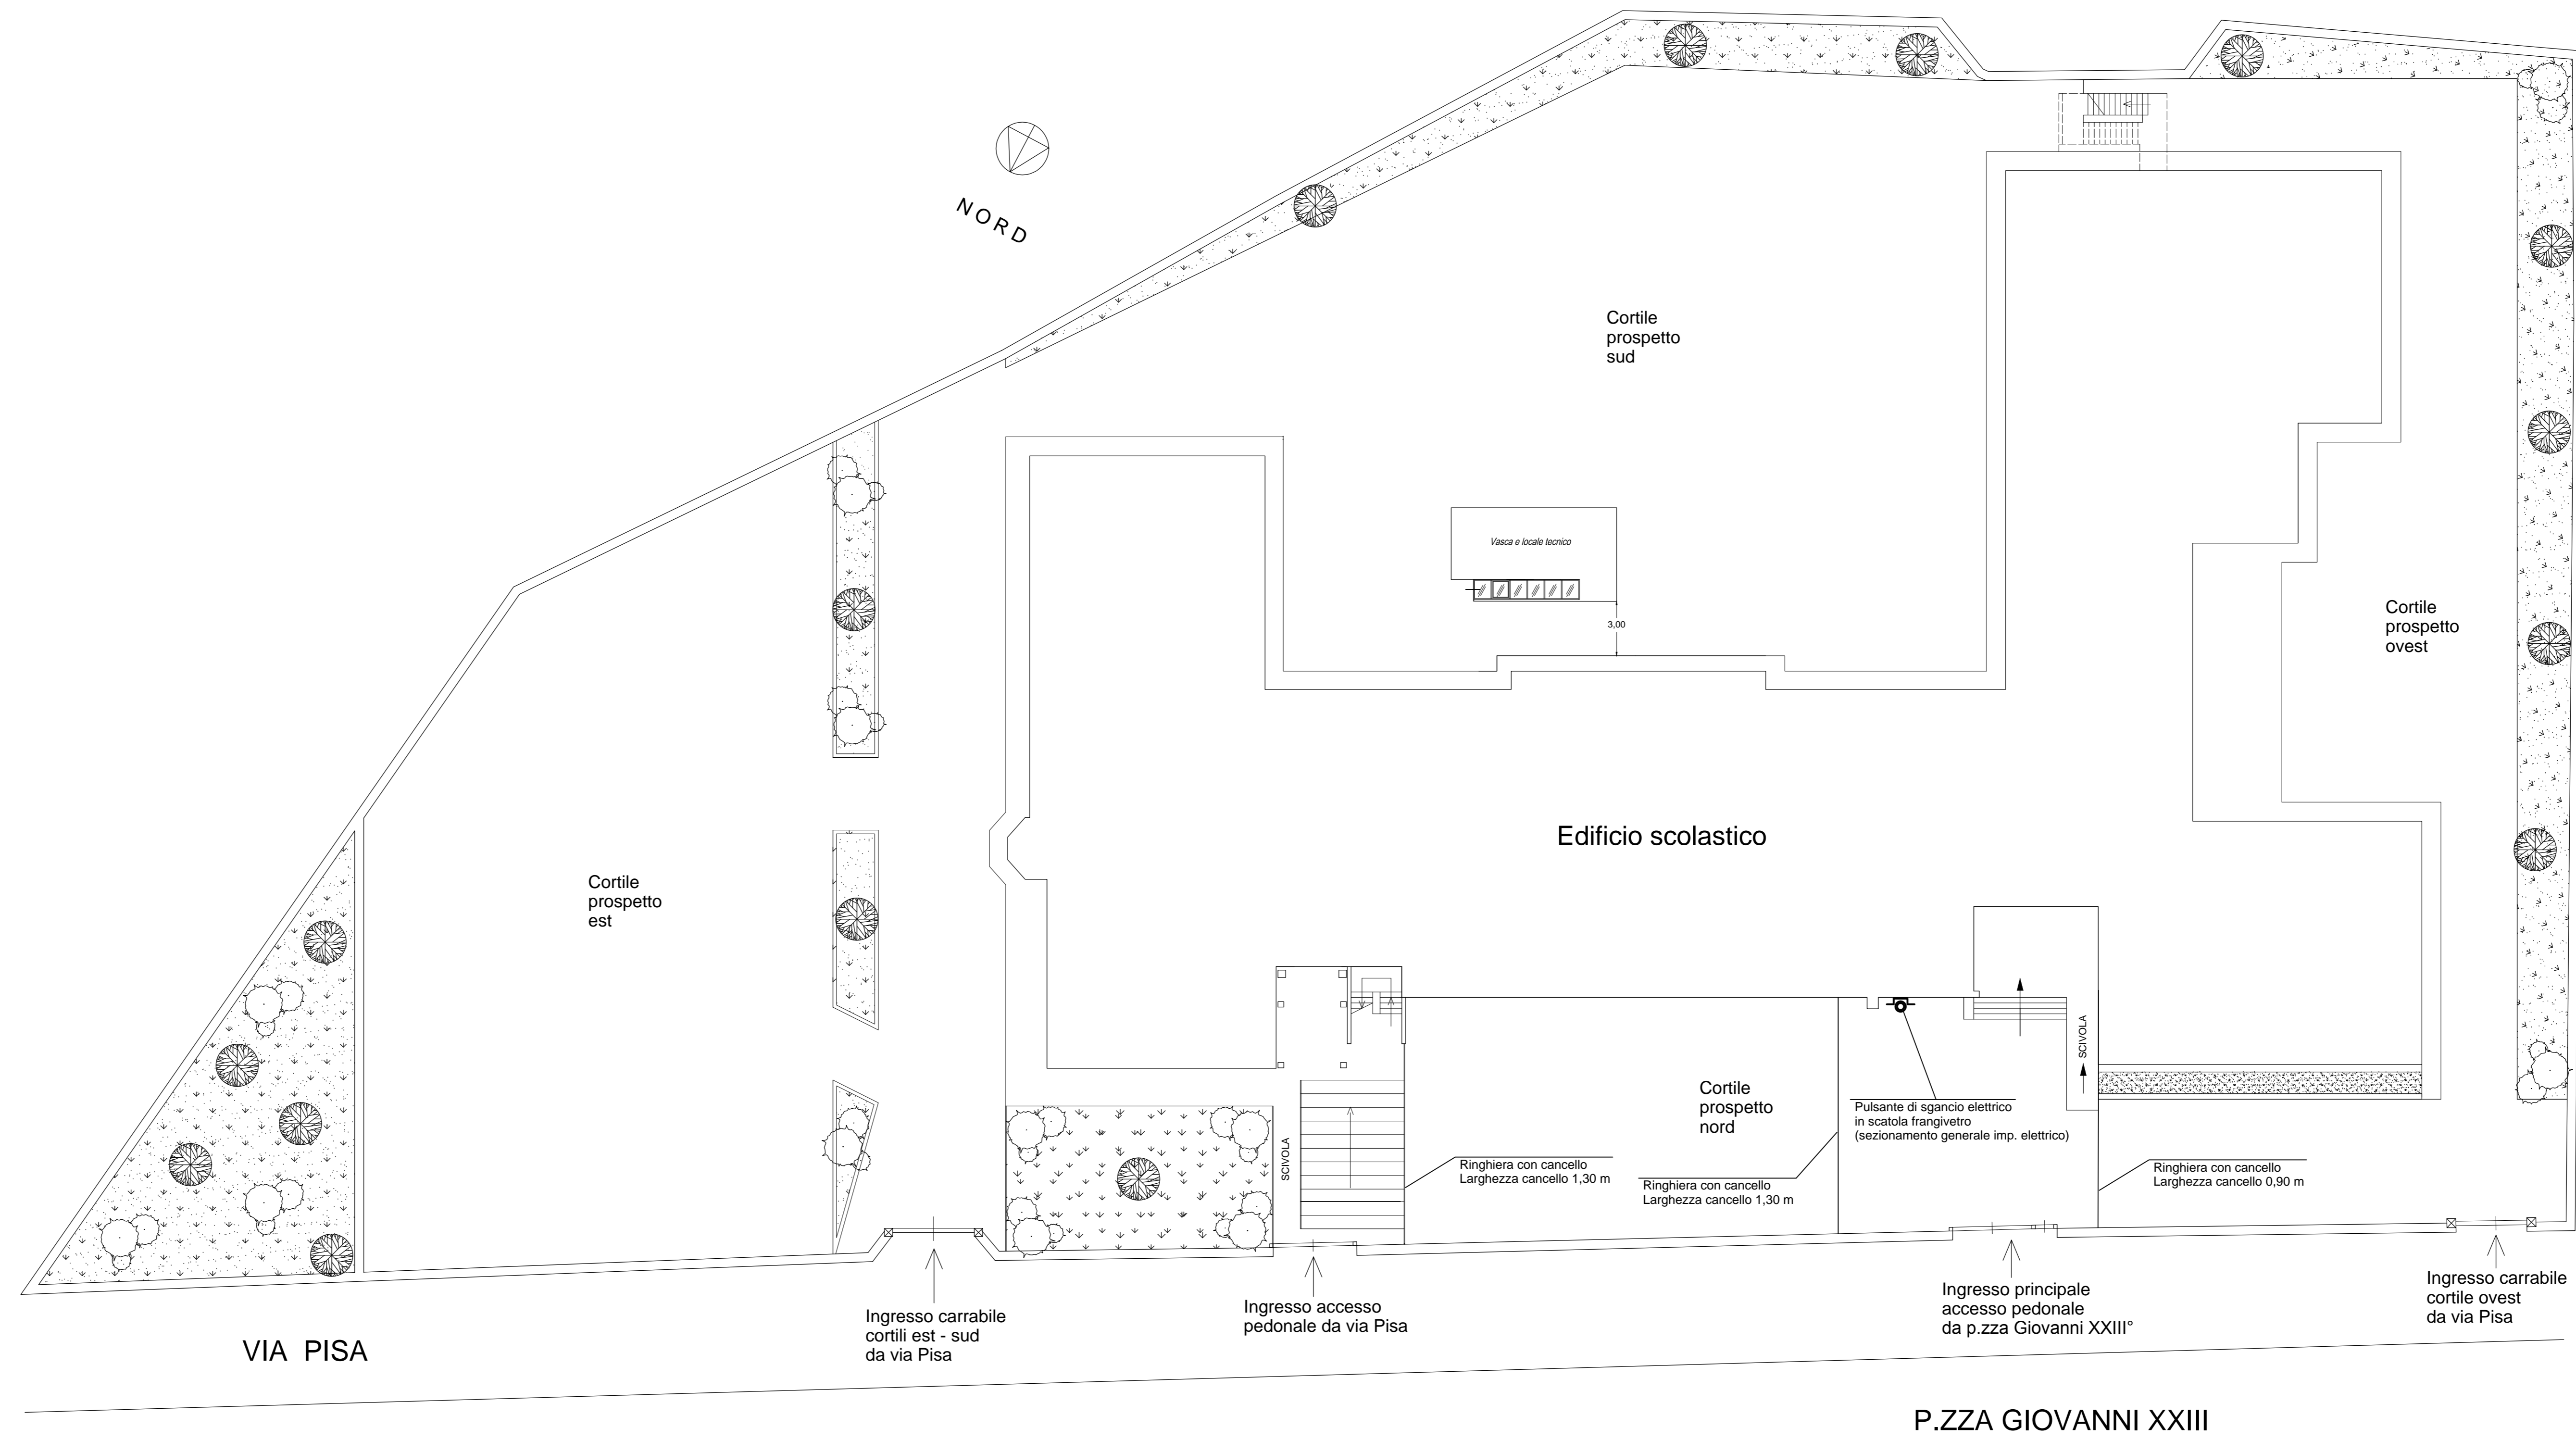 NORD
Cortile
prospetto
sud
Vasca e locale tecnico
3,00
Cortile
prospetto
ovest
Edificio scolastico
Cortile
prospetto
est
SCIVOLA
Cortile
prospetto
nord
Pulsante di sgancio elettrico
in scatola frangivetro
(sezionamento generale imp. elettrico)
SCIVOLA
Ringhiera con cancello
Larghezza cancello 1,30 m
Ringhiera con cancello
Larghezza cancello 1,30 m
Ringhiera con cancello
Larghezza cancello 0,90 m
Ingresso carrabile
cortili est - sud
da via Pisa
Ingresso accesso
pedonale da via Pisa
Ingresso principale
accesso pedonale
da p.zza Giovanni XXIII°
Ingresso carrabile
cortile ovest
da via Pisa
VIA PISA
P.ZZA GIOVANNI XXIII